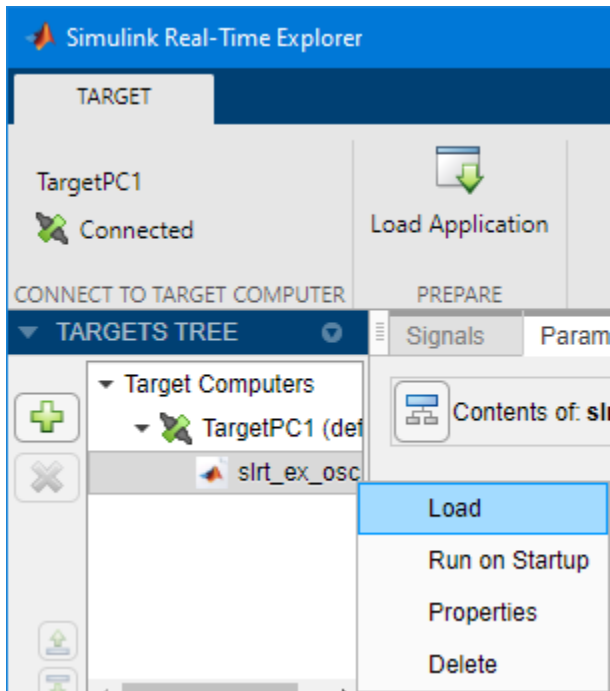 Simulink Real-Time Explorer
TARGET
TargetPC1
Connected
Load Application
CONNECT TO TARGET COMPUTER
PREPARE
TARGETS TREE
Signals
Param
Target Computers
Contents of: slr
TargetPC1 (def
slrt_ex_osc
Load
Run on Startup
Properties
Delete